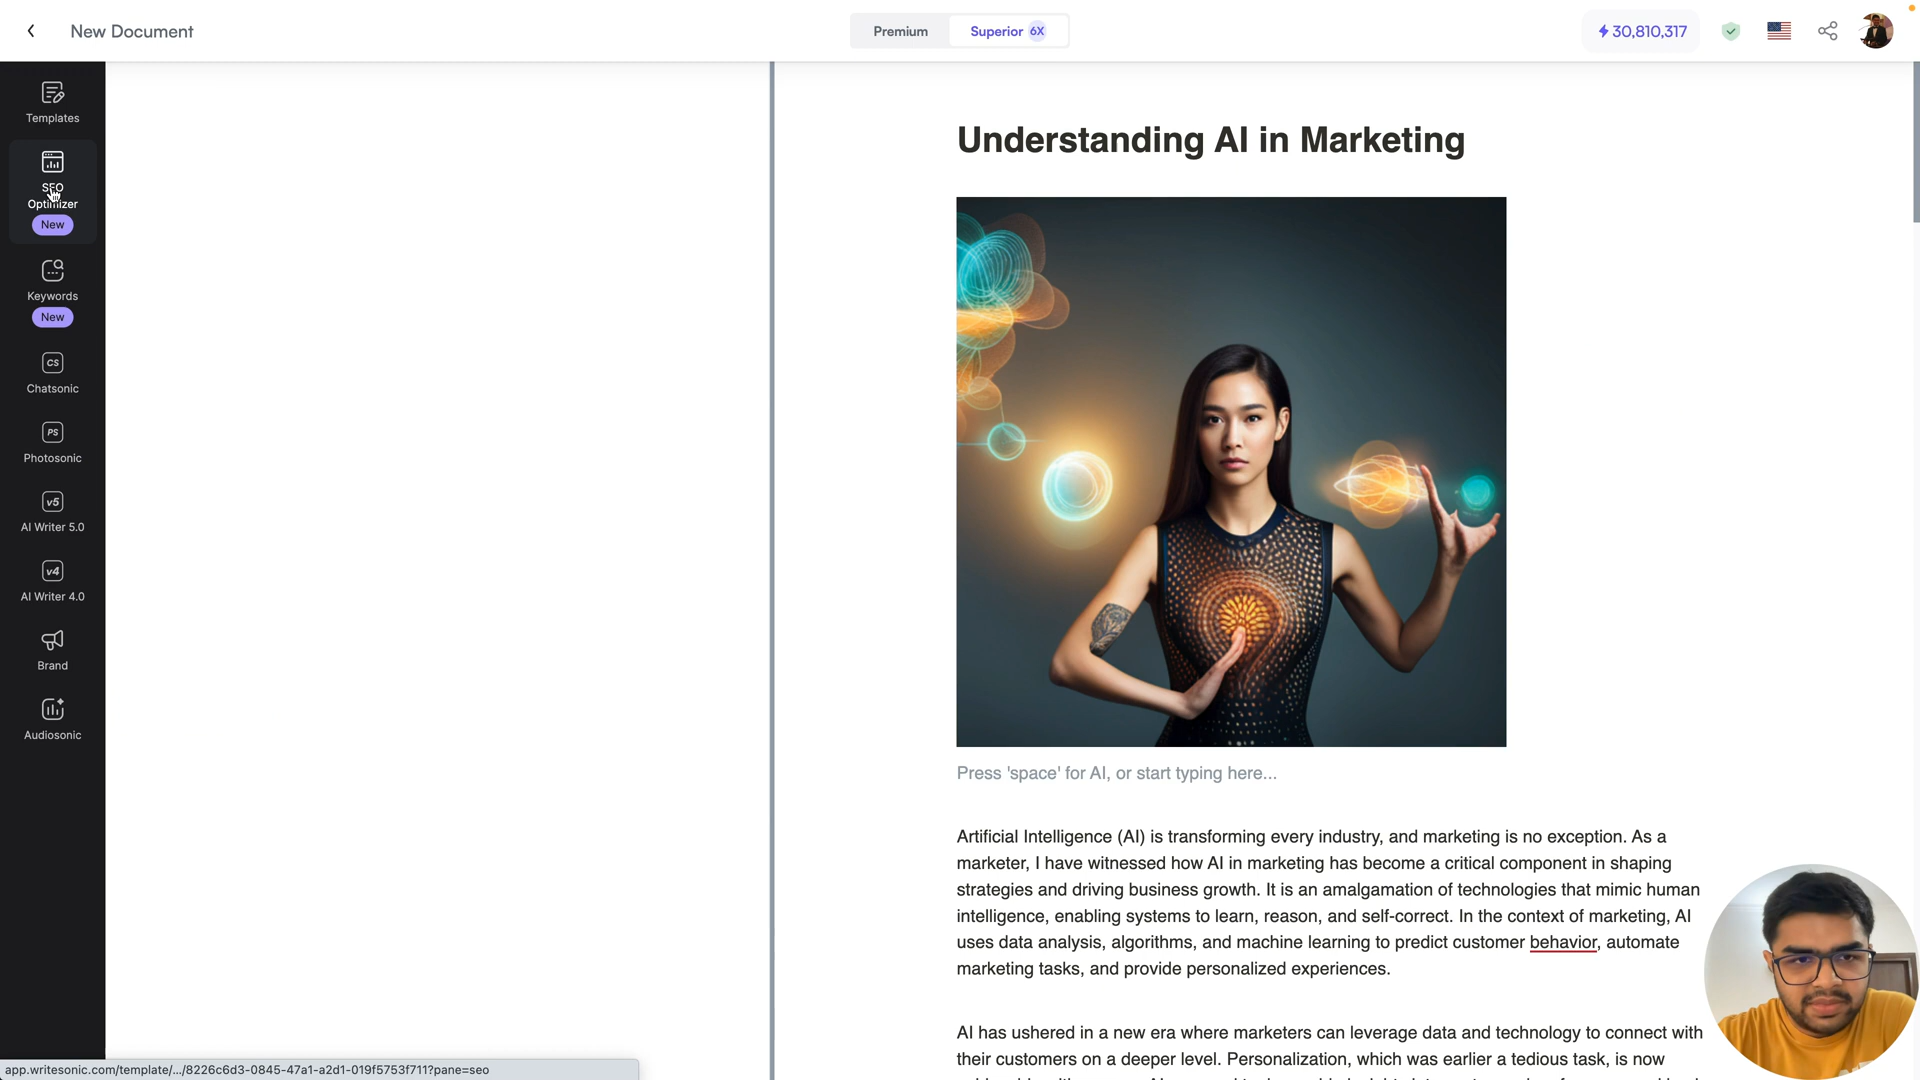 New Document
Premium
Superior 6X
30,810,317
Templates
SEO
Optimizer
New
Keywords
New
CS
Chatsonic
PS
Photosonic
v5
AI Writer 5.0
v4
AI Writer 4.0
Brand
Audiosonic
Understanding AI in Marketing
Press 'space' for AI, or start typing here...
Artificial Intelligence (AI) is transforming every industry, and marketing is no exception. As a
marketer, I have witnessed how AI in marketing has become a critical component in shaping
strategies and driving business growth. It is an amalgamation of technologies that mimic human
intelligence, enabling systems to learn, reason, and self-correct. In the context of marketing, AI
uses data analysis, algorithms, and machine learning to predict customer behavior, automate
marketing tasks, and provide personalized experiences.
AI has ushered in a new era where marketers can leverage data and technology to connect with
their customers on a deeper level. Personalization, which was earlier a tedious task, is now
app.writesonic.com/template/.../8226c6d3-0845-47a1-a2d1-019f5753f711?pane=seo